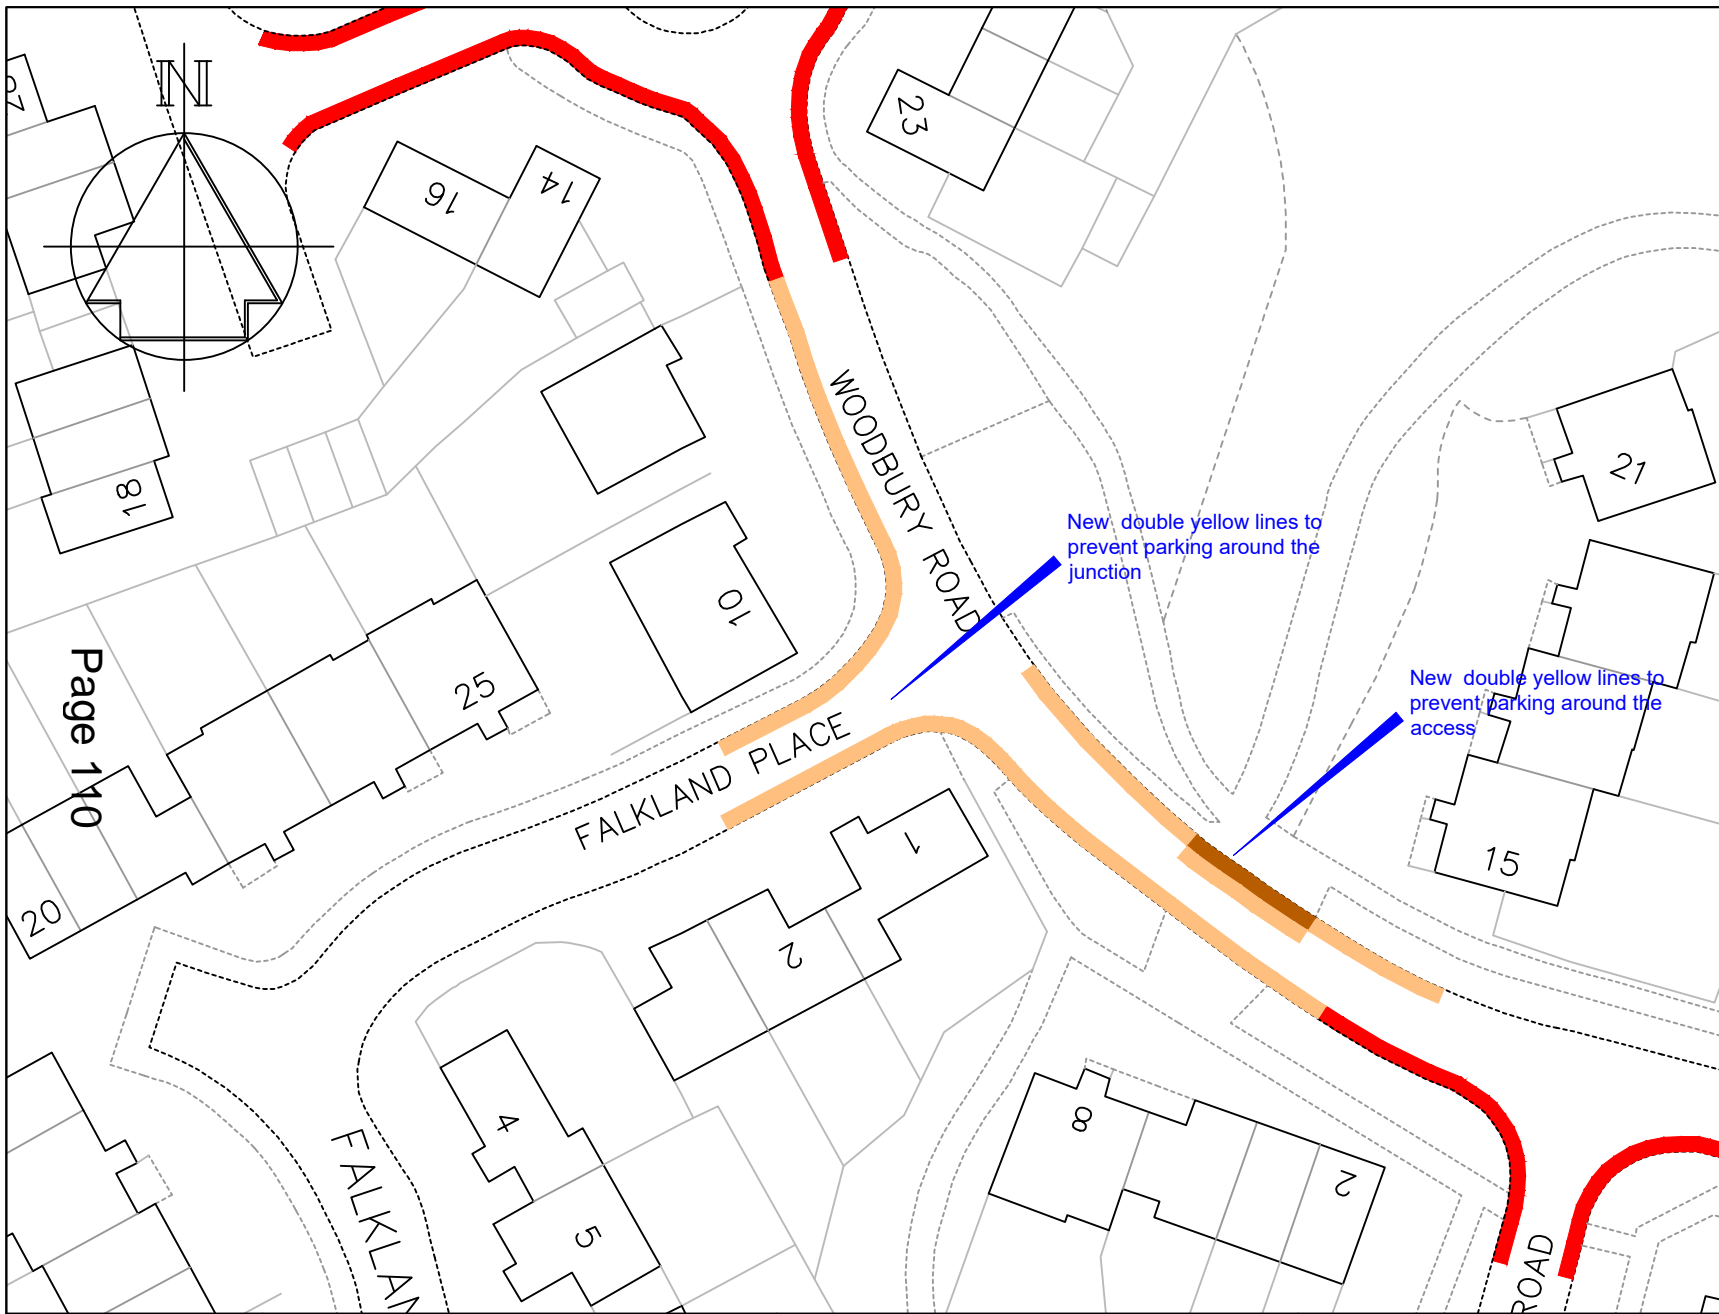 N
23
16
14
18
WOODBURY ROAD
New double yellow lines to
prevent parking around the
junction
21
10
25
New double yellow lines to
prevent parking around the
access
Page 110
FALKLAND PLACE
1
15
20
2
4
8
2
5
FALKLAN
ROAD